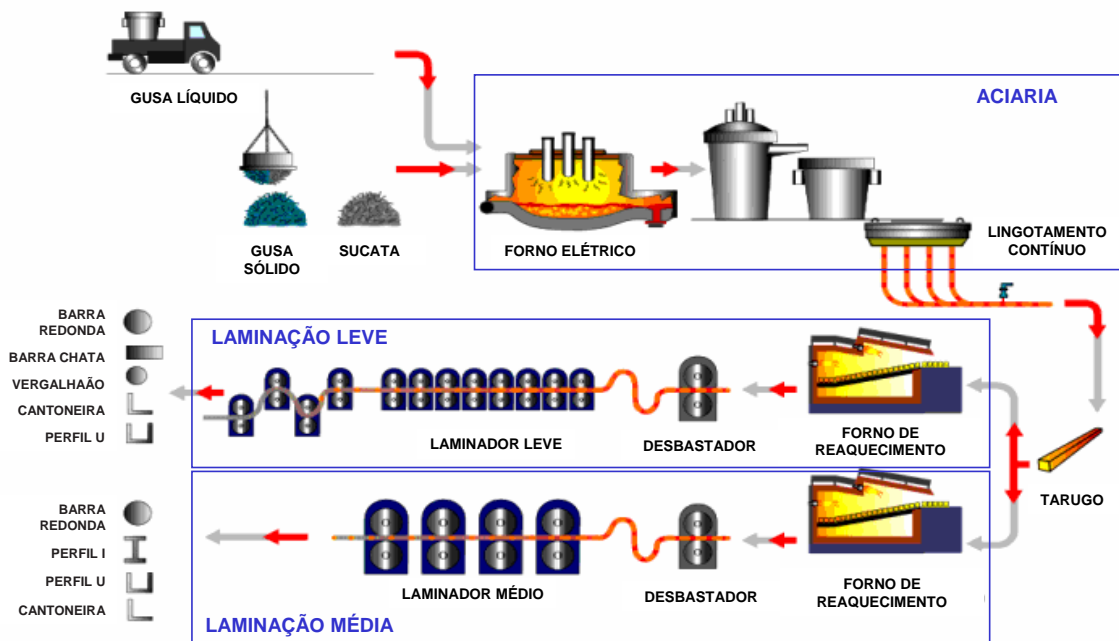 GUSA LÍQUIDO
ACIARIA
GUSA
SÓLIDO
SUCATA
FORNO ELÉTRICO
LINGOTAMENTO
CONTÍNUO
BARRA
REDONDA
BARRA CHATA
VERGALHAÃO
CANTONEIRA
PERFIL U
LAMINAÇÃO LEVE
LAMINADOR LEVE
DESBASTADOR
FORNO DE
REAQUECIMENTO
TARUGO
BARRA
REDONDA
PERFIL I
PERFIL U
CANTONEIRA
LAMINADOR MÉDIO
DESBASTADOR
FORNO DE
REAQUECIMENTO
LAMINAÇÃO MÉDIA